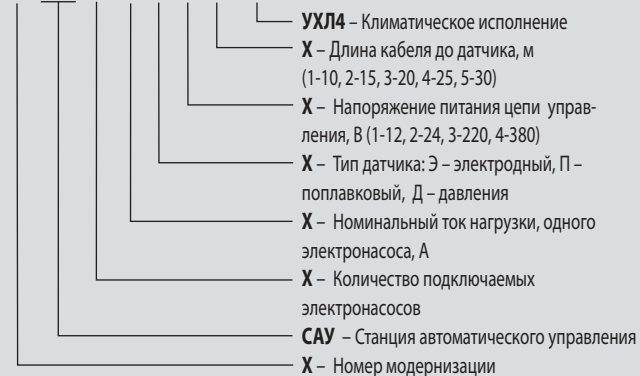 УХЛ4 – Климатическое исполнение
Х – Длина кабеля до датчика, м
(1-10, 2-15, 3-20, 4-25, 5-30)
Х – Напоряжение питания цепи управ-
ления, В (1-12, 2-24, 3-220, 4-380)
Х – Тип датчика: Э – электродный, П –
поплавковый, Д – давления
Х – Номинальный ток нагрузки, одного
электронасоса, А
Х – Количество подключаемых
электронасосов
САУ – Станция автоматического управления
Х – Номер модернизации